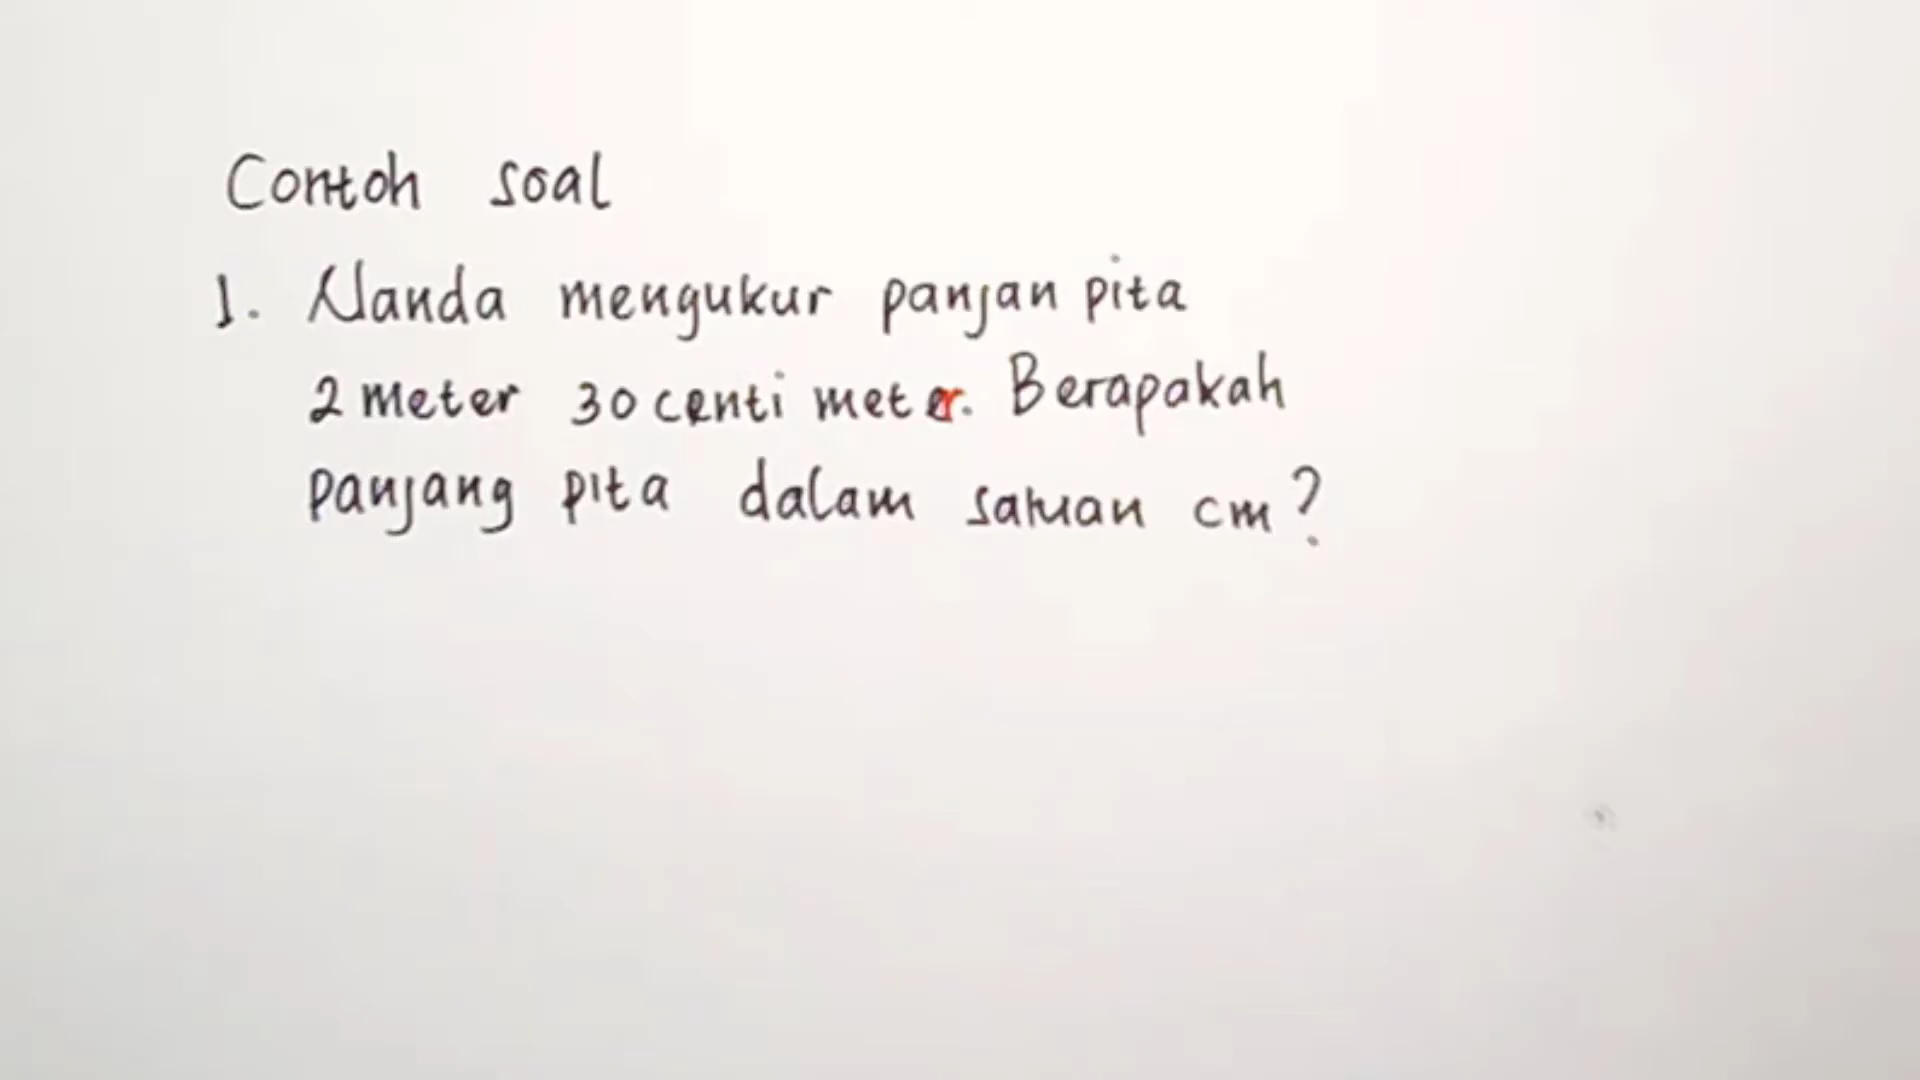 Contoh soal
1. Nanda mengukur panjan pita
2 meter 30 centi meter. Berapakah
panjang pita dalam satuan cm?